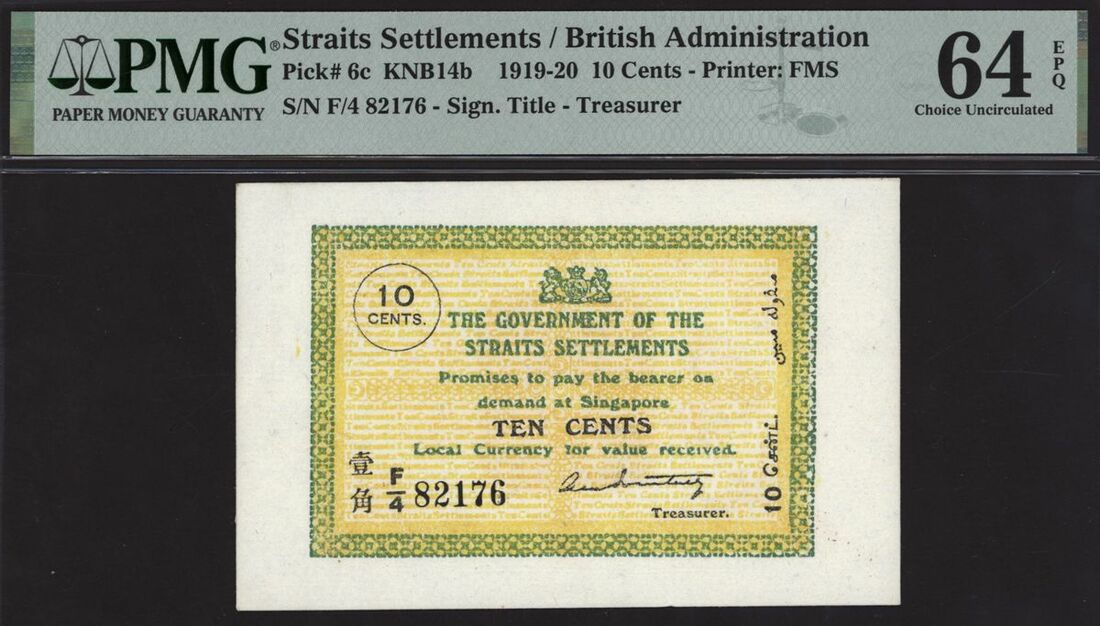 PMG®
PAPER MONEY GUARANTY
Straits Settlements / British Administration
Pick# 6c KNB14b 1919-20 10 Cents - Printer: FMS
S/N F/4 82176 - Sign. Title - Treasurer
64 EPQ
Choice Uncirculated
10
CENTS.
THE GOVERNMENT OF THE
STRAITS SETTLEMENTS
Promises to pay the bearer on
demand at Singapore
TEN CENTS
Local Currency for value received.
壹角
F/4 82176
Treasurer.
10 சென்ட்.